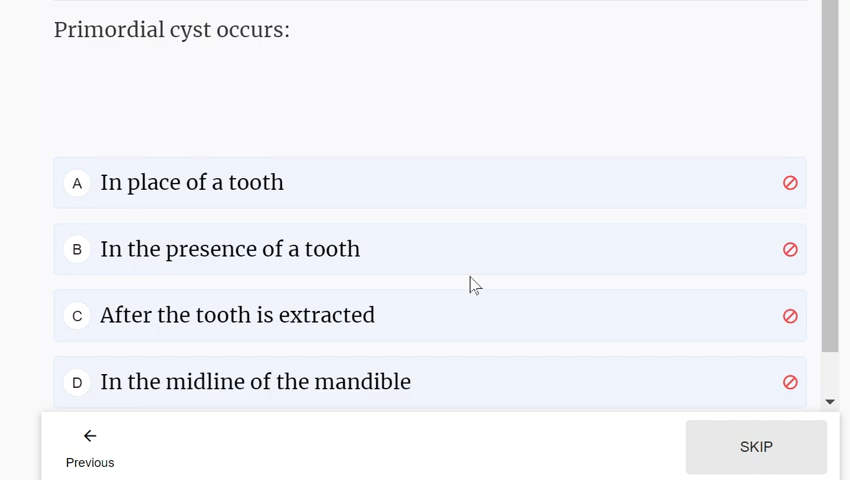 Primordial cyst occurs:
A In place of a tooth
B In the presence of a tooth
C After the tooth is extracted
D In the midline of the mandible
Previous
SKIP